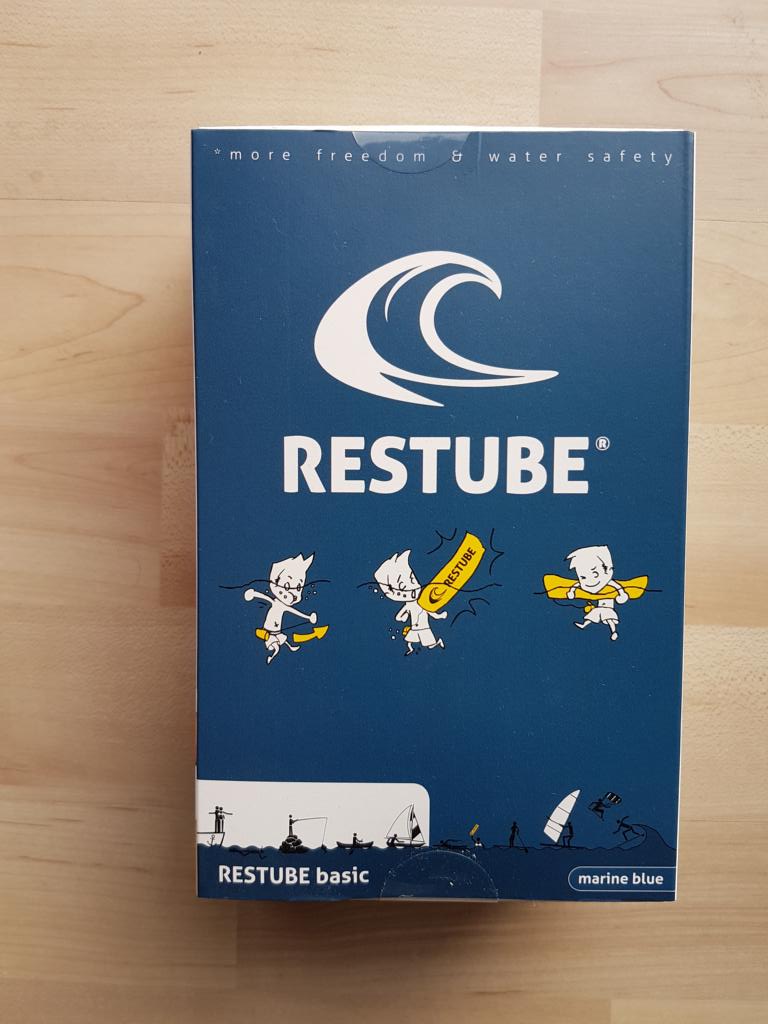 *more freedom & water safety
RESTUBE®
RESTUBE
RESTUBE basic
marine blue